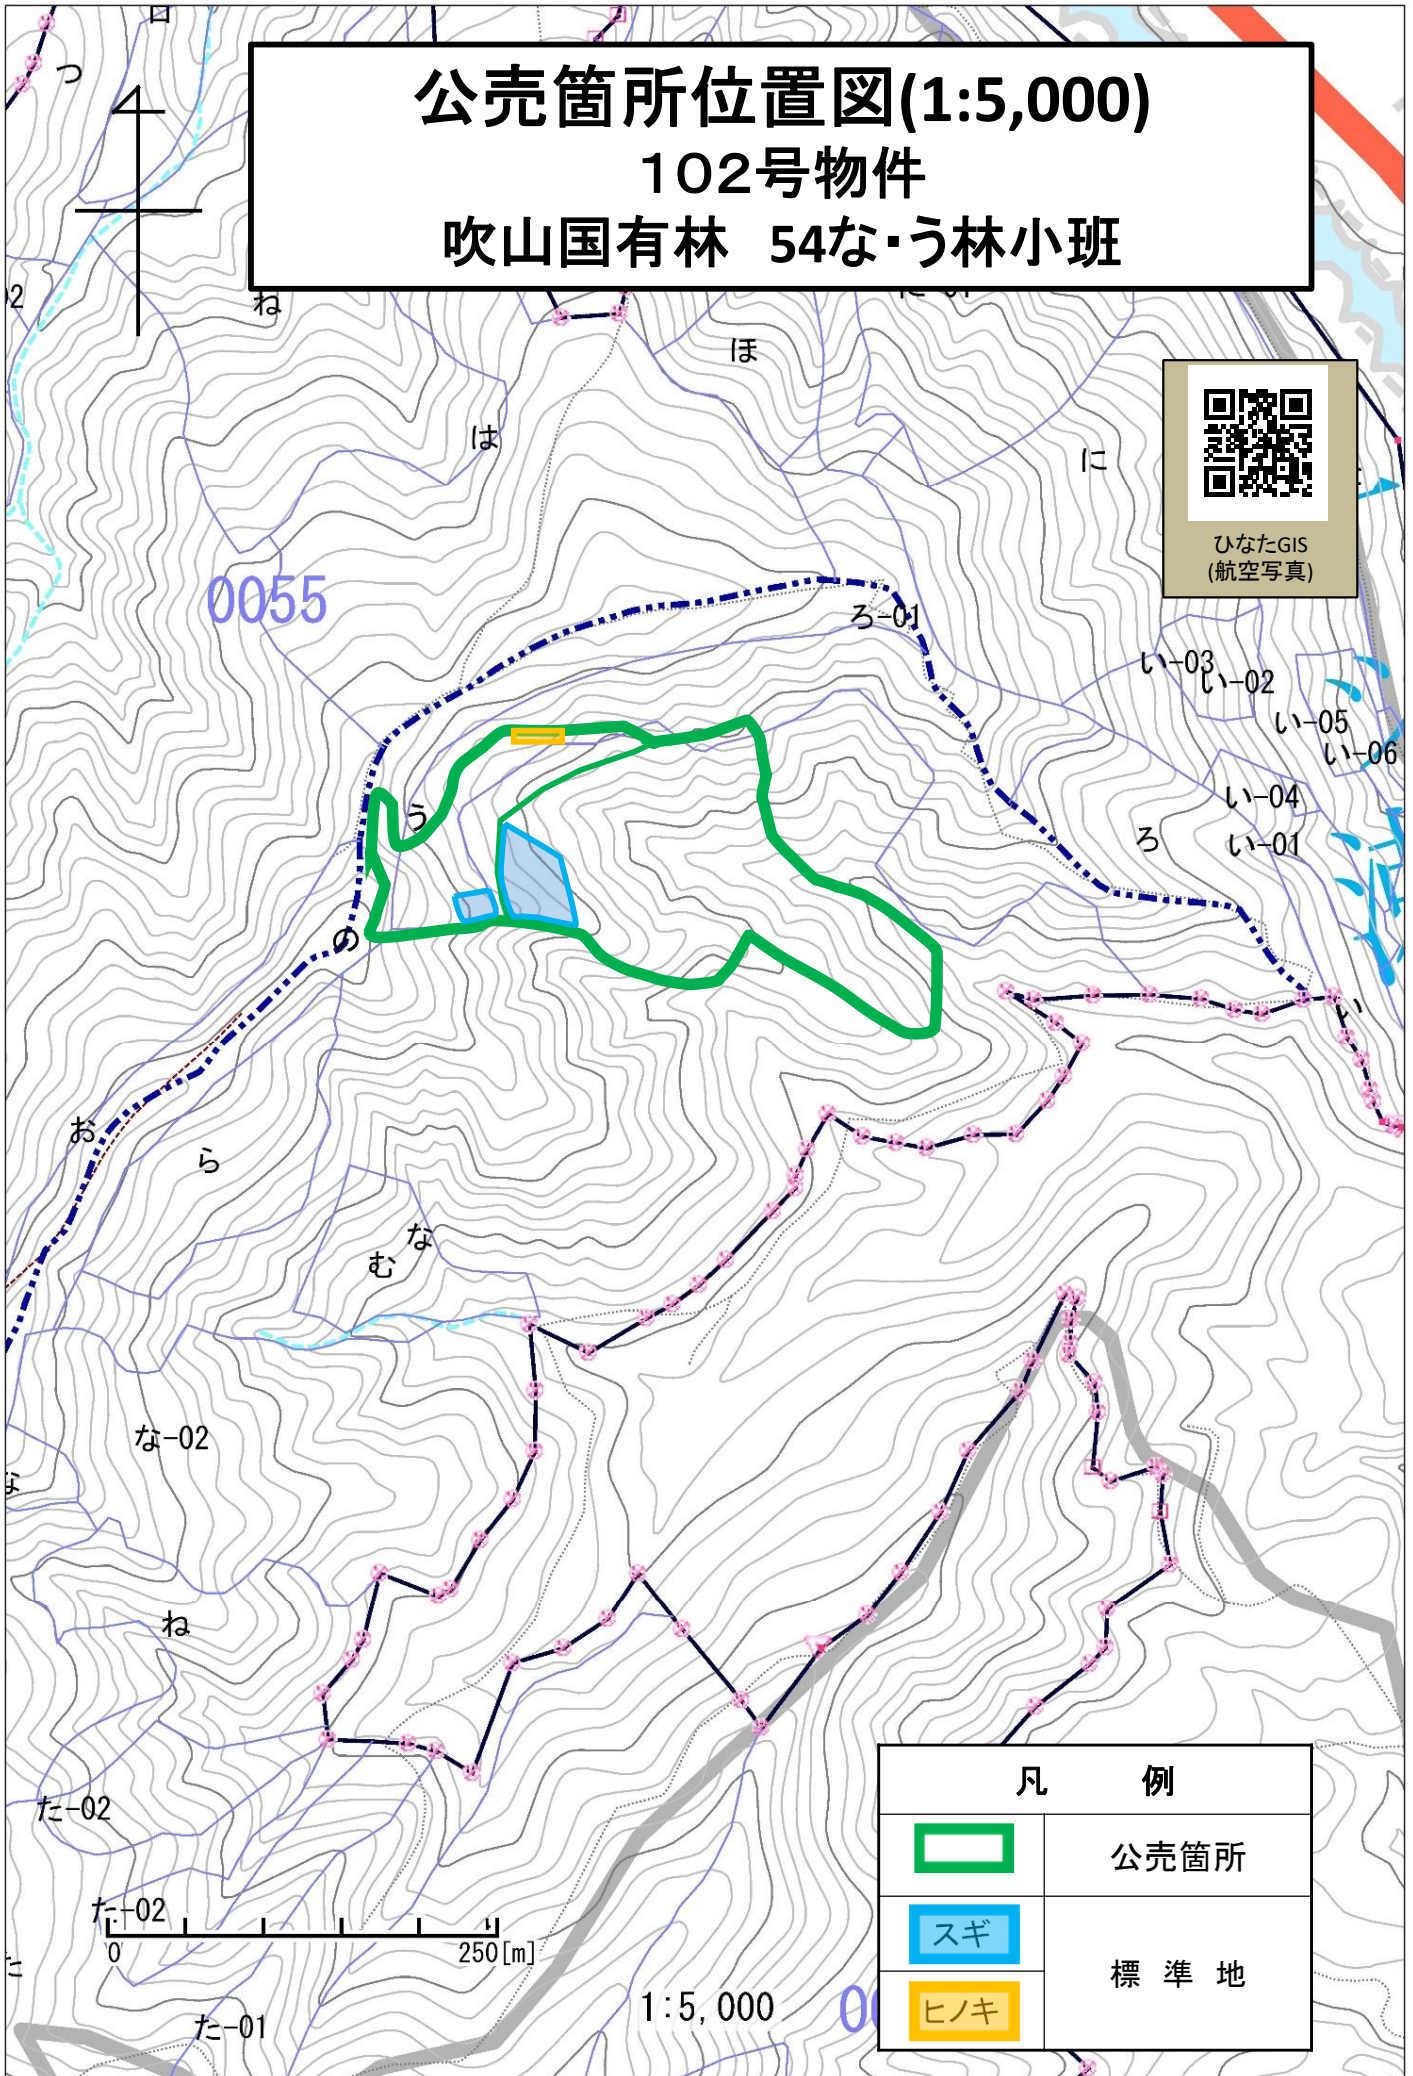 公売箇所位置図(1:5,000)
102号物件
吹山国有林 54な・う林小班
つ
ね
ほ
は
に
ひなたGIS
(航空写真)
0055
ろ-01
い-03
い-02
い-05
い-06
い-04
い-01
ろ
う
の
い
お
ら
な
む
な-02
ね
た-02
た-02
0
250[m]
た-01
1:5,000
凡 例
公売箇所
スギ
標 準 地
ヒノキ